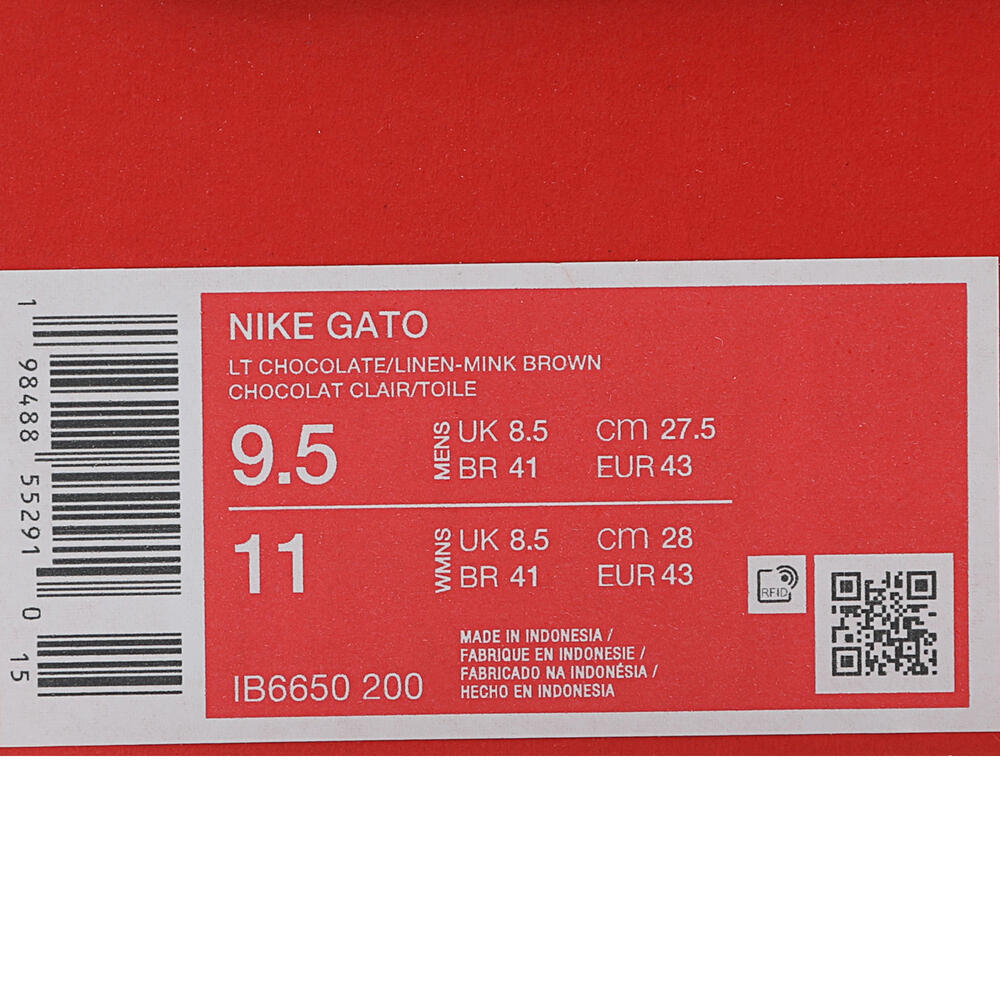 NIKE GATO
LT CHOCOLATE/LINEN-MINK BROWN
CHOCOLAT CLAIR/TOILE
9.5 MENS UK 8.5 cm 27.5
BR 41 EUR 43
11 WMNS UK 8.5 cm 28
BR 41 EUR 43
IB6650 200
MADE IN INDONESIA /
FABRIQUE EN INDONESIE /
FABRICADO NA INDONÉSIA /
HECHO EN INDONESIA
RFID
1 98488 55291 0 15